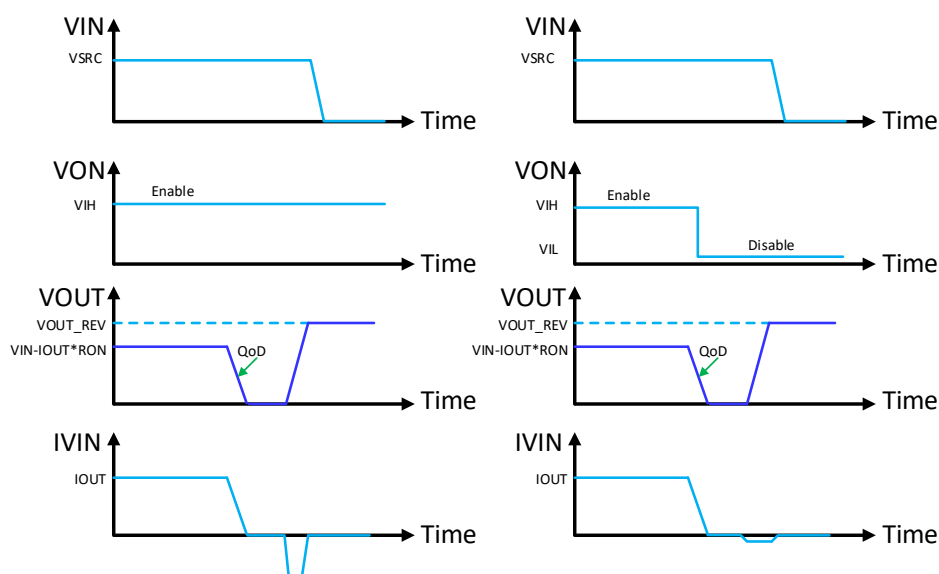 VIN
VSRC
Time
VIN
VSRC
Time
VON
Enable
VIH
Time
VON
Enable
VIH
VIL
Disable
Time
VOUT
VOUT_REV
VIN-IOUT*RON
QoD
Time
VOUT
VOUT_REV
VIN-IOUT*RON
QoD
Time
IVIN
IOUT
Time
IVIN
IOUT
Time